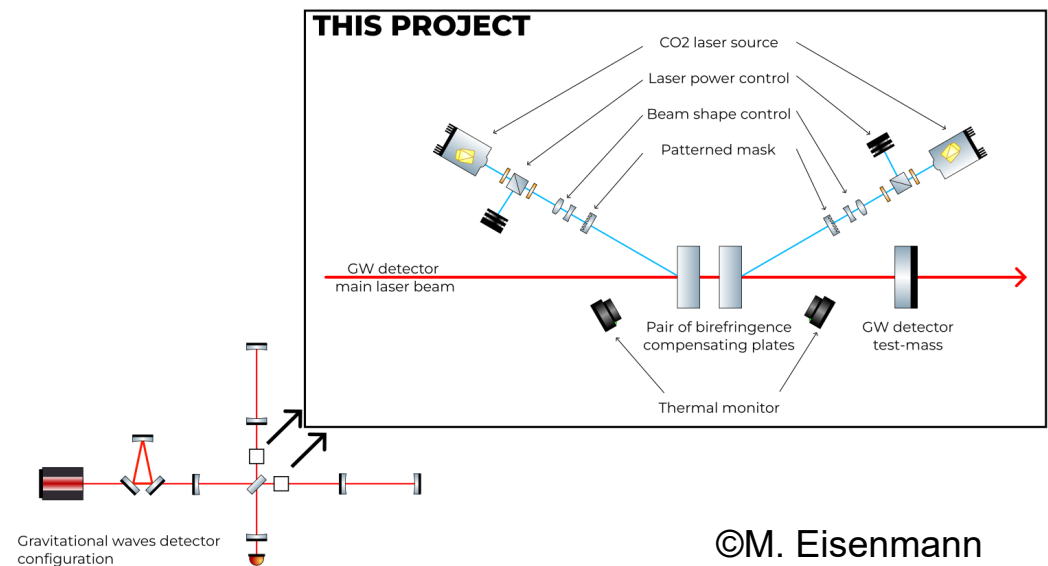 THIS PROJECT
CO2 laser source
Laser power control
Beam shape control
Patterned mask
GW detector
main laser beam
Pair of birefringence
compensating plates
GW detector
test-mass
Thermal monitor
Gravitational waves detector
configuration
©M. Eisenmann